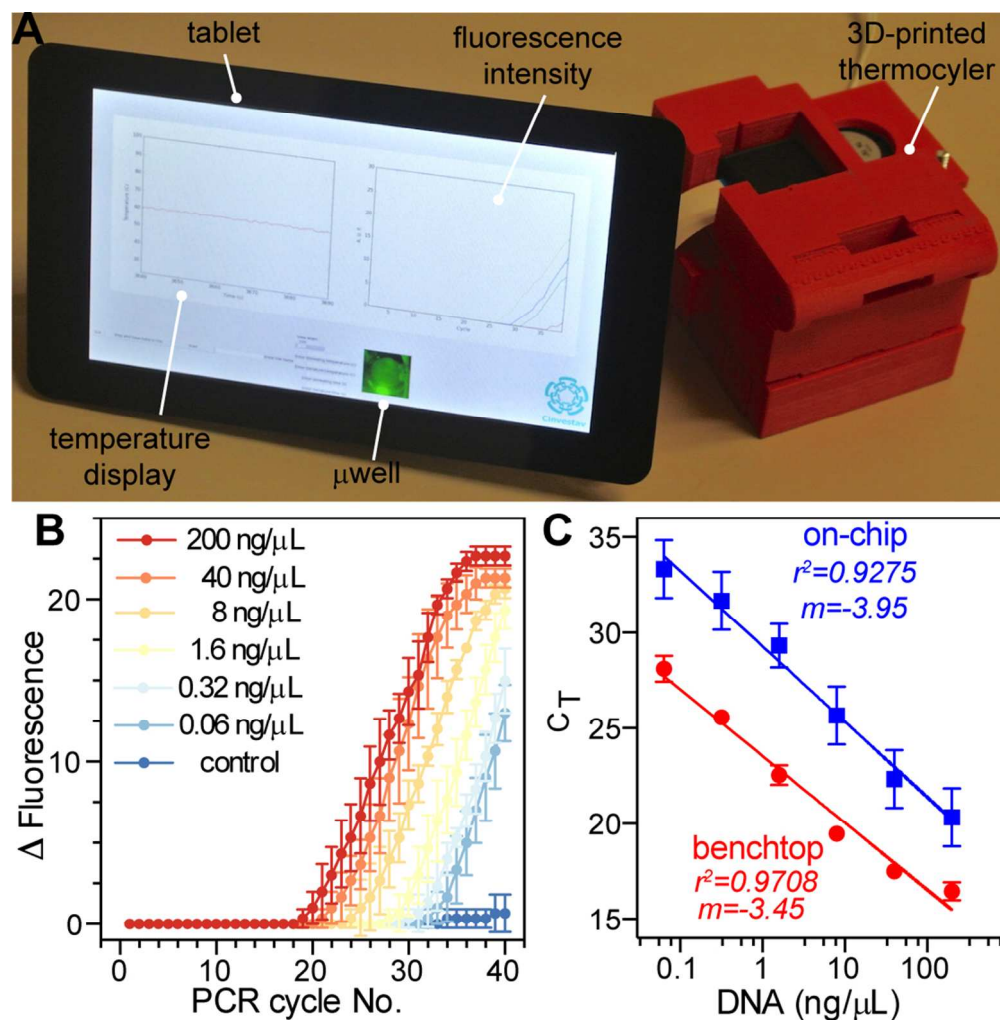 A
tablet
fluorescence
intensity
3D-printed
thermocyler
Temperature (C)
Time (s)
Cycle
Cinvestav
temperature
display
μwell
B
200 ng/μL
40 ng/μL
8 ng/μL
1.6 ng/μL
0.32 ng/μL
0.06 ng/μL
control
Δ Fluorescence
20
10
0
0
10
20
30
40
PCR cycle No.
C
on-chip
r²=0.9275
m=-3.95
benchtop
r²=0.9708
m=-3.45
CT
35
30
25
20
15
0.1
1
10
100
DNA (ng/μL)